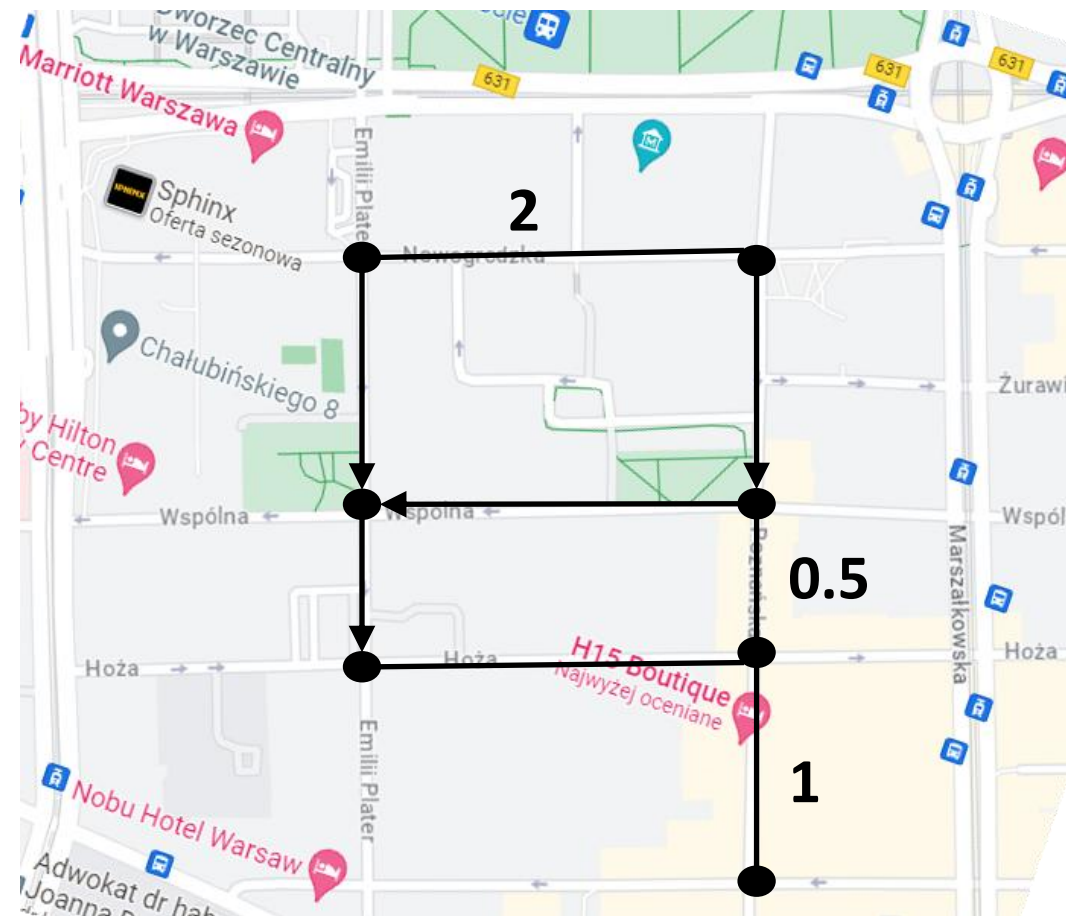 Dworzec Centralny
w Warszawie
Marriott Warszawa
631
631
631
Emilii Plater
Sphinx
Oferta sezonowa
2
Nowogrodzka
Chałubińskiego 8
by Hilton
Centre
Żurawi
Wspólna
Wspólna
Wspól
Poznańska
0.5
Marszałkowska
Hoża
Hoża
Hoża
H15 Boutique
Najwyżej oceniane
Emilii Plater
1
Nobu Hotel Warsaw
Adwokat dr hab
Joanna